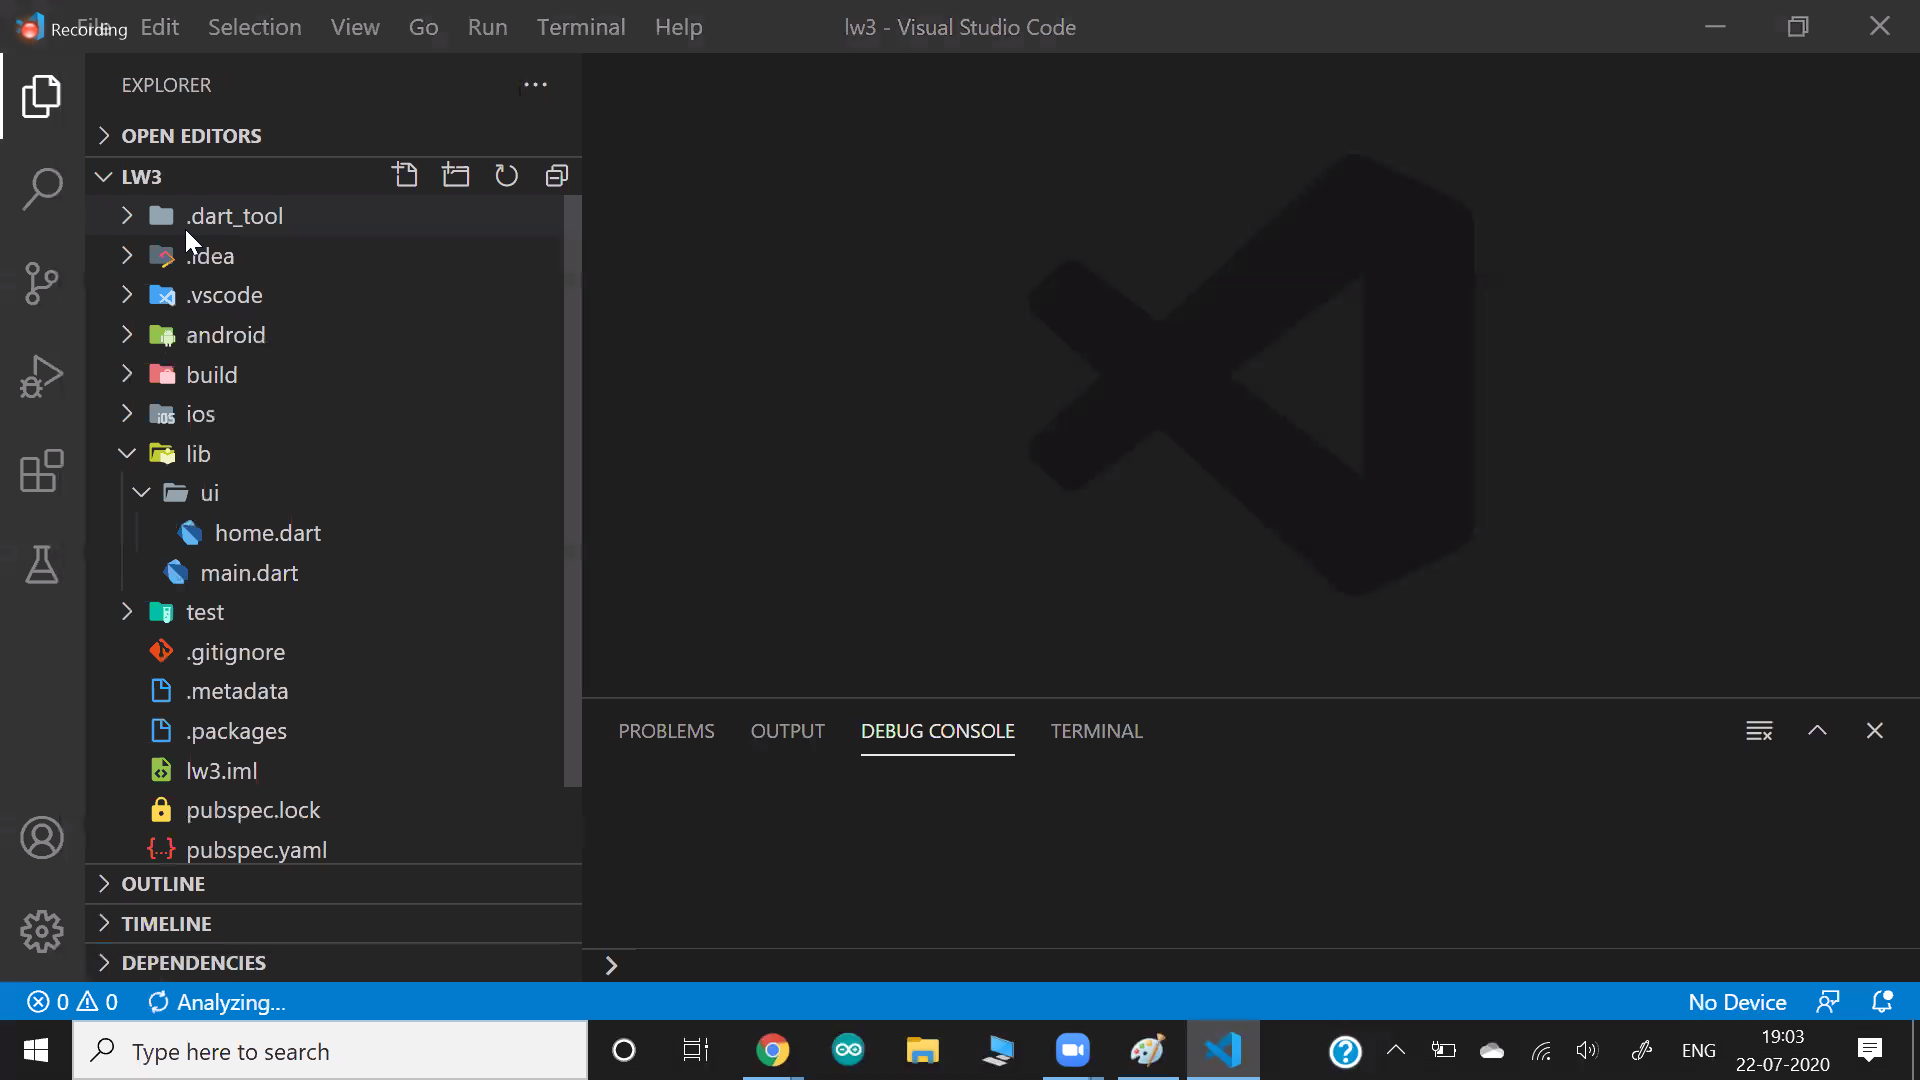 Recording
Edit
Selection
View
Go
Run
Terminal
Help
lw3 - Visual Studio Code
EXPLORER
OPEN EDITORS
LW3
.dart_tool
.idea
.vscode
android
build
ios
lib
ui
home.dart
main.dart
test
.gitignore
.metadata
.packages
lw3.iml
pubspec.lock
pubspec.yaml
OUTLINE
TIMELINE
DEPENDENCIES
PROBLEMS
OUTPUT
DEBUG CONSOLE
TERMINAL
0
0
Analyzing...
No Device
Type here to search
ENG
19:03
22-07-2020